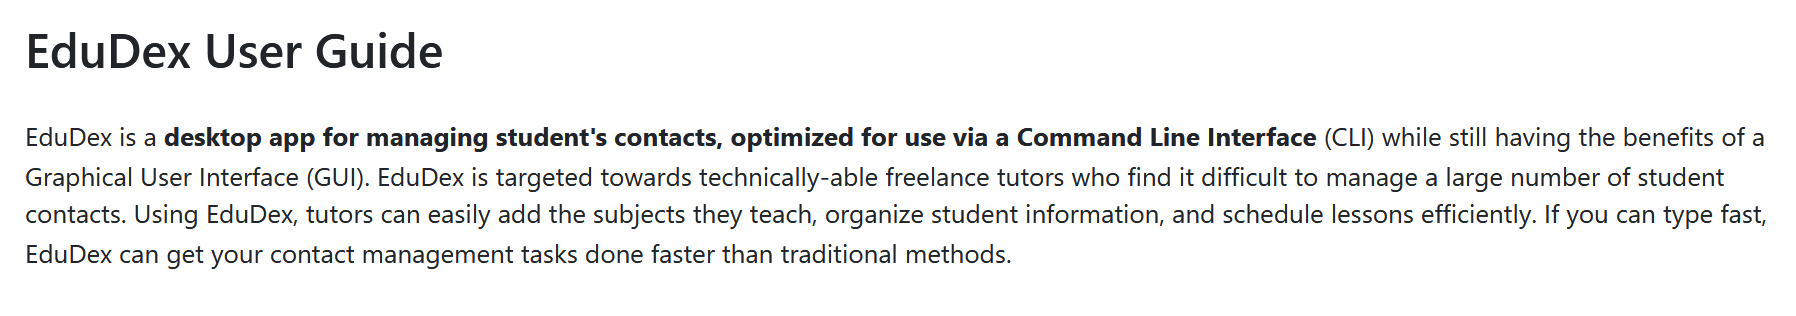 EduDex User Guide
EduDex is a desktop app for managing student's contacts, optimized for use via a Command Line Interface (CLI) while still having the benefits of a
Graphical User Interface (GUI). EduDex is targeted towards technically-able freelance tutors who find it difficult to manage a large number of student
contacts. Using EduDex, tutors can easily add the subjects they teach, organize student information, and schedule lessons efficiently. If you can type fast,
EduDex can get your contact management tasks done faster than traditional methods.